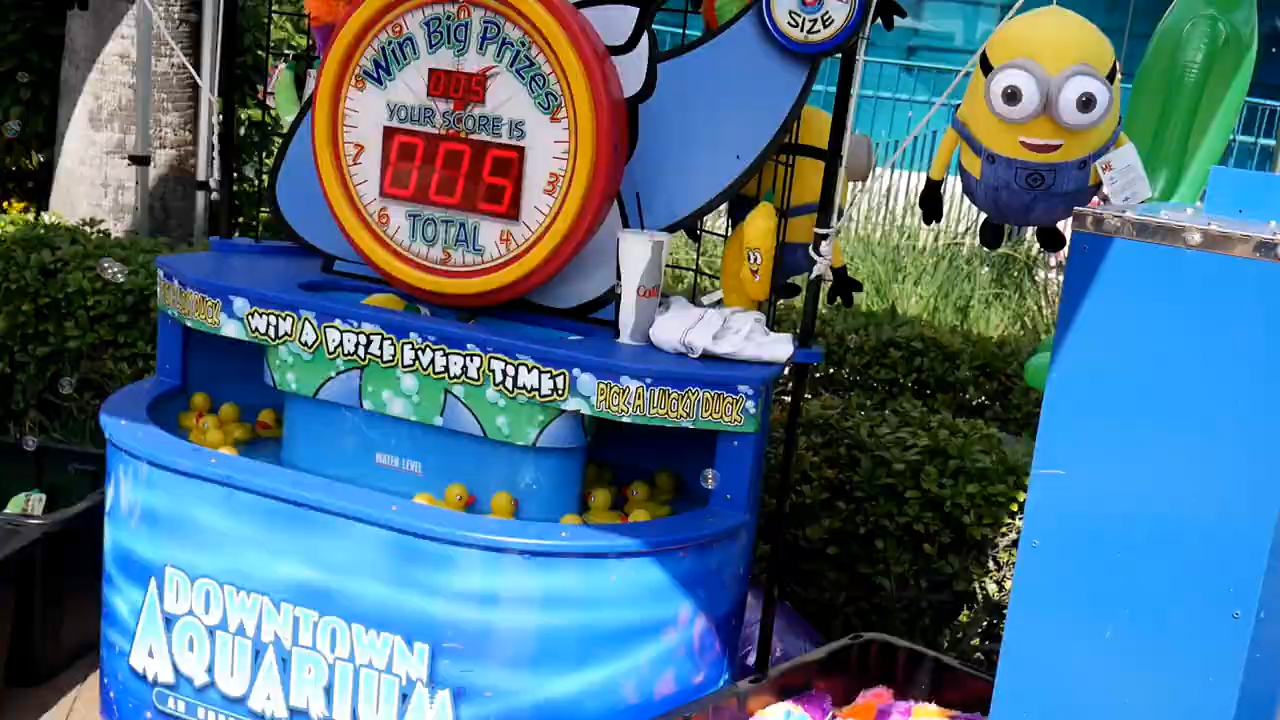 SIZE
Win Big Prizes
005
YOUR SCORE IS
005
TOTAL
WIN A PRIZE EVERY TIME!
PICK A LUCKY DUCK
WATER LEVEL
DOWNTOWN
AQUARIUM
AN